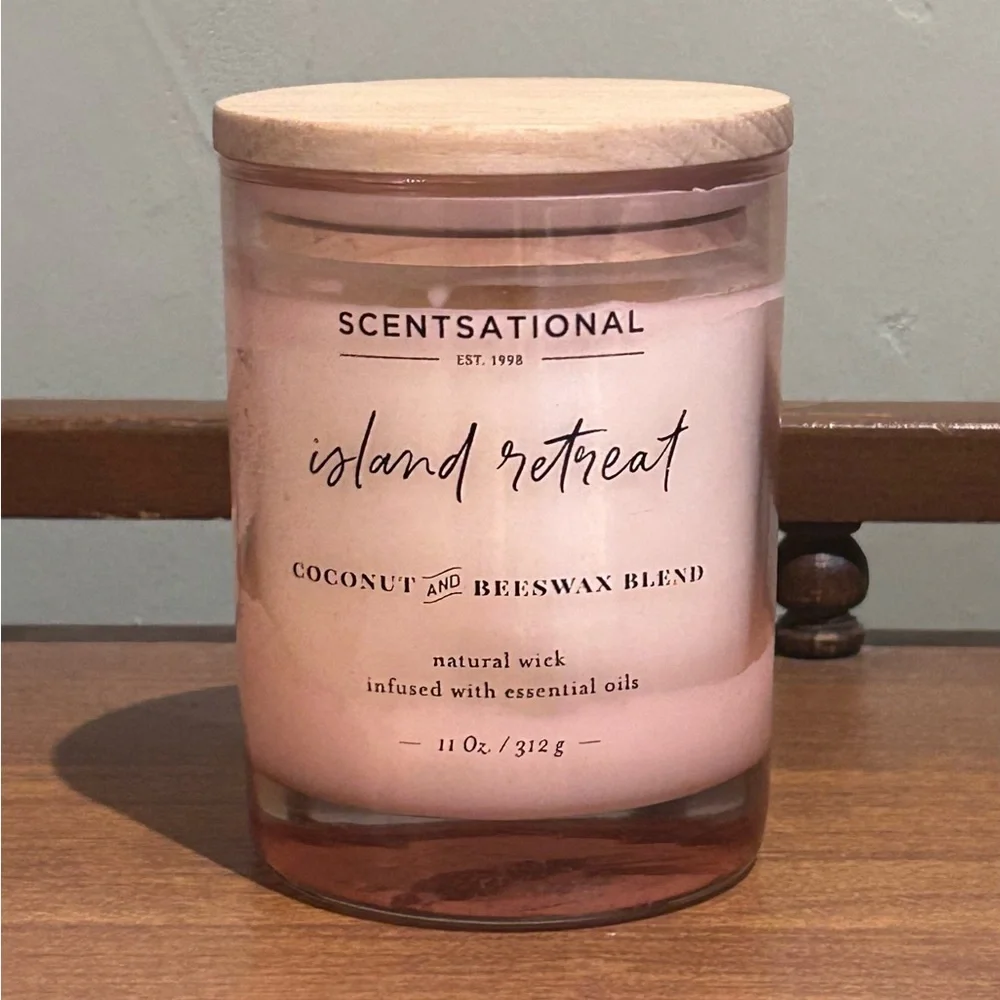 SCENTSATIONAL
EST. 1998
island retreat
COCONUT AND BEESWAX BLEND
natural wick
infused with essential oils
— 11 Oz. / 312 g —